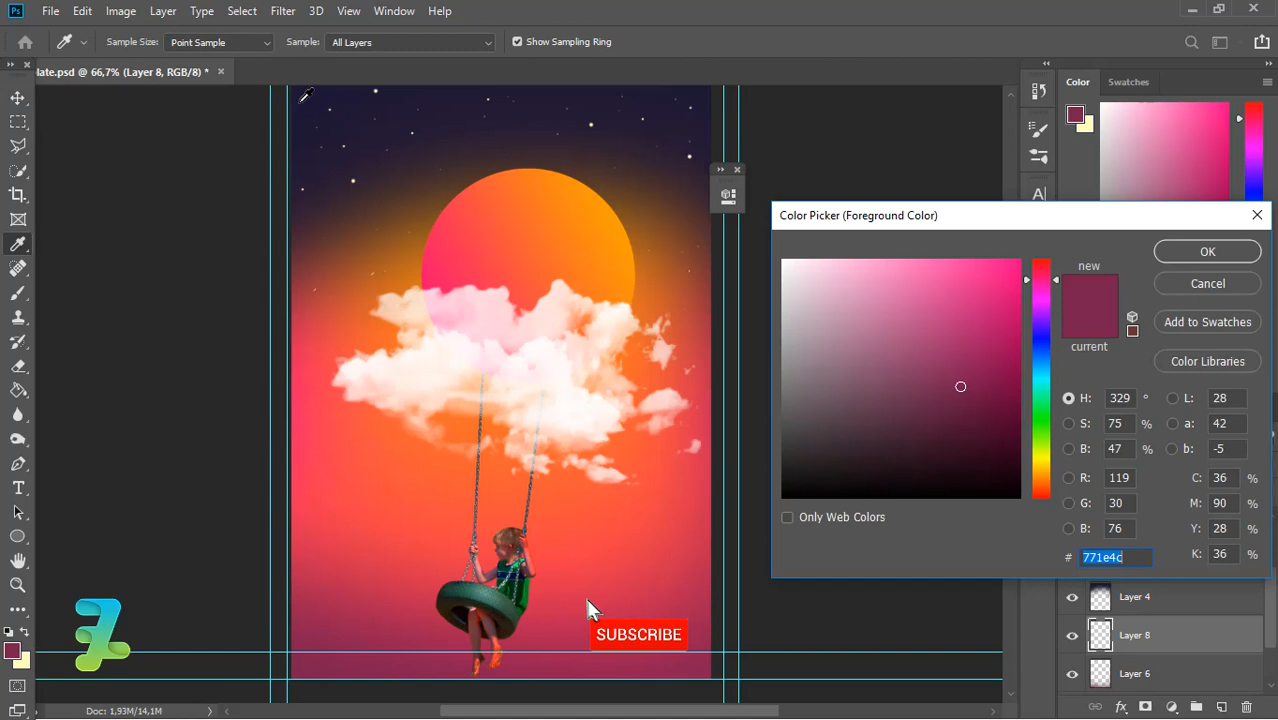 Ps File Edit Image Layer Type Select Filter 3D View Window Help
Sample Size: Point Sample Sample: All Layers Show Sampling Ring
late.psd @ 66,7% (Layer 8, RGB/8) *
Color Swatches
Color Picker (Foreground Color)
new
current
OK
Cancel
Add to Swatches
Color Libraries
H: 329 ° L: 28
S: 75 % a: 42
B: 47 % b: -5
R: 119 C: 36 %
G: 30 M: 90 %
B: 76 Y: 28 %
# 771e4c K: 36 %
Only Web Colors
SUBSCRIBE
Layer 4
Layer 8
Layer 6
fx
Doc: 1,93M/14,1M